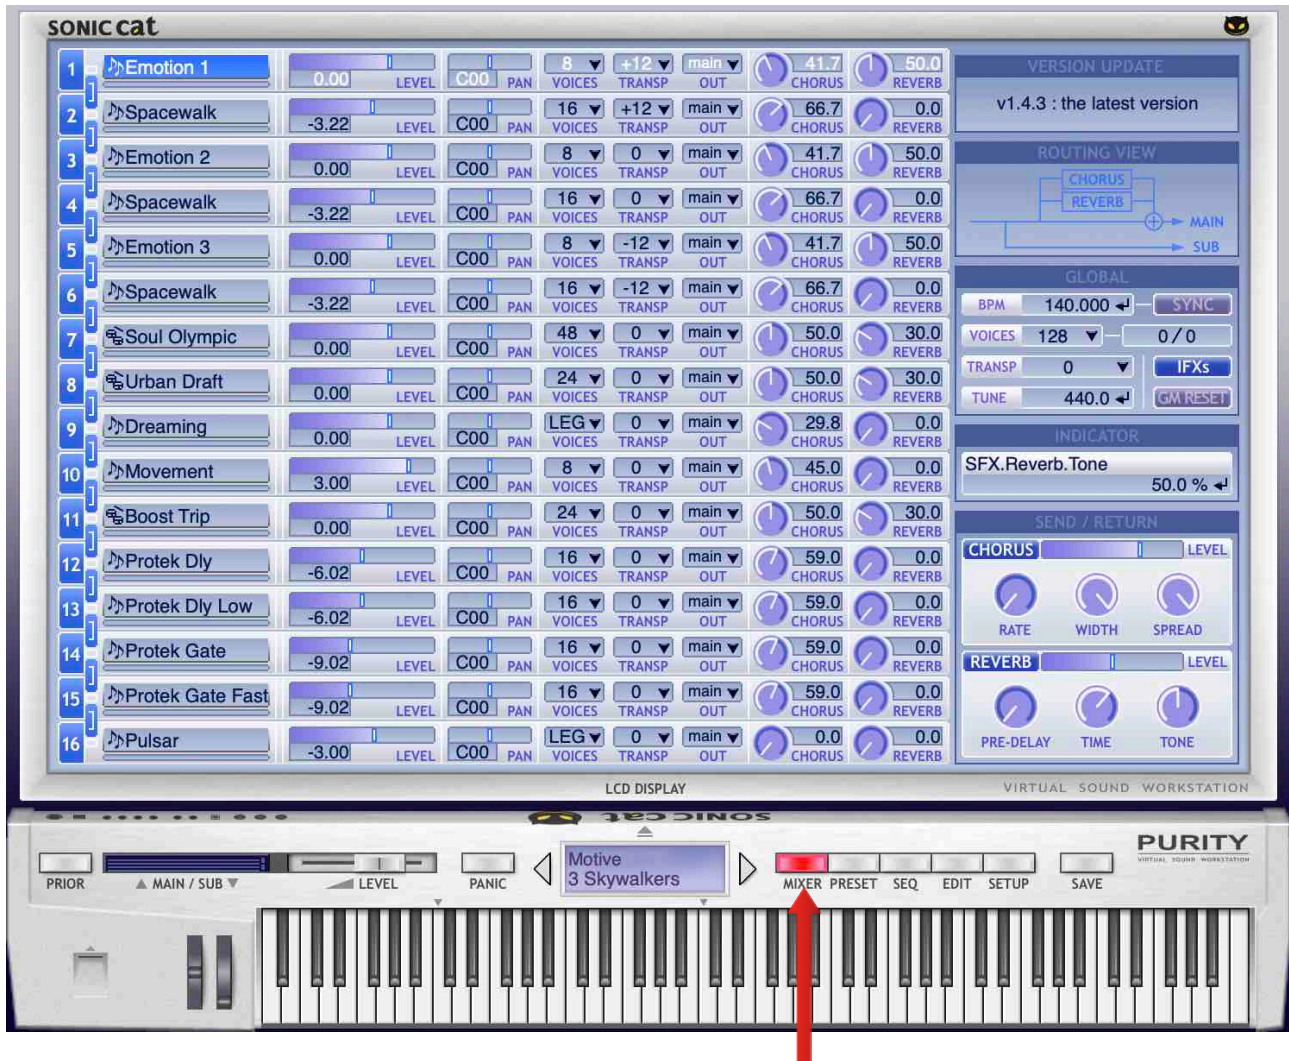 SONIC cat
1 Emotion 1 0.00 LEVEL C00 PAN 8 VOICES +12 TRANSP main OUT 41.7 CHORUS 50.0 REVERB
2 Spacewalk -3.22 LEVEL C00 PAN 16 VOICES +12 TRANSP main OUT 66.7 CHORUS 0.0 REVERB
3 Emotion 2 0.00 LEVEL C00 PAN 8 VOICES 0 TRANSP main OUT 41.7 CHORUS 50.0 REVERB
4 Spacewalk -3.22 LEVEL C00 PAN 16 VOICES 0 TRANSP main OUT 66.7 CHORUS 0.0 REVERB
5 Emotion 3 0.00 LEVEL C00 PAN 8 VOICES -12 TRANSP main OUT 41.7 CHORUS 50.0 REVERB
6 Spacewalk -3.22 LEVEL C00 PAN 16 VOICES -12 TRANSP main OUT 66.7 CHORUS 0.0 REVERB
7 Soul Olympic 0.00 LEVEL C00 PAN 48 VOICES 0 TRANSP main OUT 50.0 CHORUS 30.0 REVERB
8 Urban Draft 0.00 LEVEL C00 PAN 24 VOICES 0 TRANSP main OUT 50.0 CHORUS 30.0 REVERB
9 Dreaming 0.00 LEVEL C00 PAN LEG VOICES 0 TRANSP main OUT 29.8 CHORUS 0.0 REVERB
10 Movement 3.00 LEVEL C00 PAN 8 VOICES 0 TRANSP main OUT 45.0 CHORUS 0.0 REVERB
11 Boost Trip 0.00 LEVEL C00 PAN 24 VOICES 0 TRANSP main OUT 50.0 CHORUS 30.0 REVERB
12 Protek Dly -6.02 LEVEL C00 PAN 16 VOICES 0 TRANSP main OUT 59.0 CHORUS 0.0 REVERB
13 Protek Dly Low -6.02 LEVEL C00 PAN 16 VOICES 0 TRANSP main OUT 59.0 CHORUS 0.0 REVERB
14 Protek Gate -9.02 LEVEL C00 PAN 16 VOICES 0 TRANSP main OUT 59.0 CHORUS 0.0 REVERB
15 Protek Gate Fast -9.02 LEVEL C00 PAN 16 VOICES 0 TRANSP main OUT 59.0 CHORUS 0.0 REVERB
16 Pulsar -3.00 LEVEL C00 PAN LEG VOICES 0 TRANSP main OUT 0.0 CHORUS 0.0 REVERB
VERSION UPDATE
v1.4.3 : the latest version
ROUTING VIEW
CHORUS
REVERB
MAIN
SUB
GLOBAL
BPM 140.000 SYNC
VOICES 128 0 / 0
TRANSP 0 IFXs
TUNE 440.0 GM RESET
INDICATOR
SFX.Reverb.Tone
50.0 %
SEND / RETURN
CHORUS LEVEL
RATE WIDTH SPREAD
REVERB LEVEL
PRE-DELAY TIME TONE
LCD DISPLAY
VIRTUAL SOUND WORKSTATION
SONIC cat
PURITY
VIRTUAL SOUND WORKSTATION
Motive
3 Skywalkers
PRIOR MAIN / SUB LEVEL PANIC MIXER PRESET SEQ EDIT SETUP SAVE